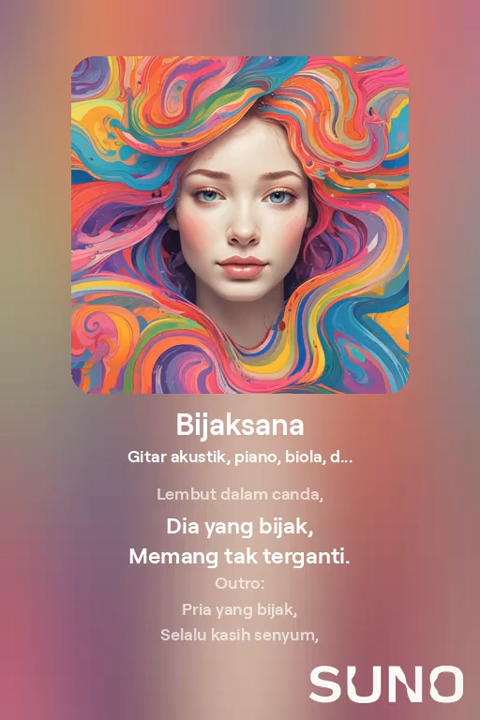 Bijaksana
Gitar akustik, piano, biola, d...
Lembut dalam canda,
Dia yang bijak,
Memang tak terganti.
Outro:
Pria yang bijak,
Selalu kasih senyum,
SUNO